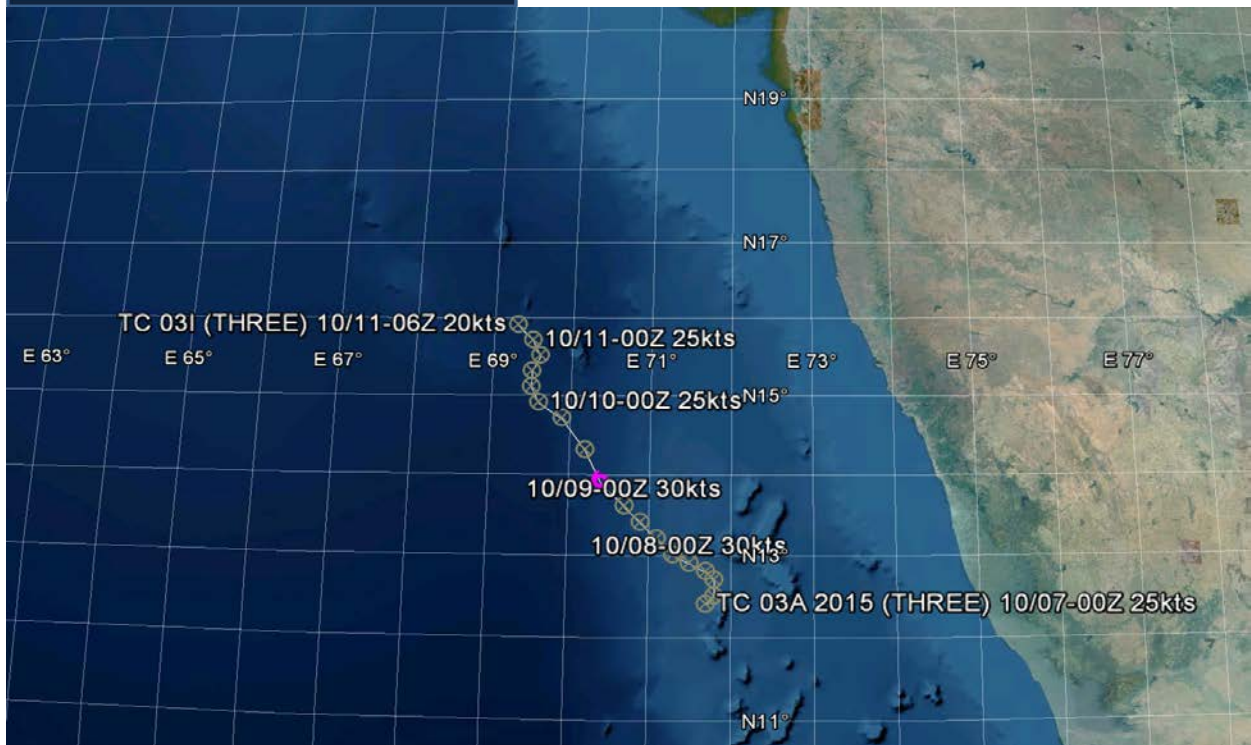 N19°
N17°
TC 03I (THREE) 10/11-06Z 20kts
10/11-00Z 25kts
E 63°
E 65°
E 67°
E 69°
E 71°
E 73°
E 75°
E 77°
10/10-00Z 25kts
N15°
10/09-00Z 30kts
10/08-00Z 30kts
N13°
TC 03A 2015 (THREE) 10/07-00Z 25kts
N11°